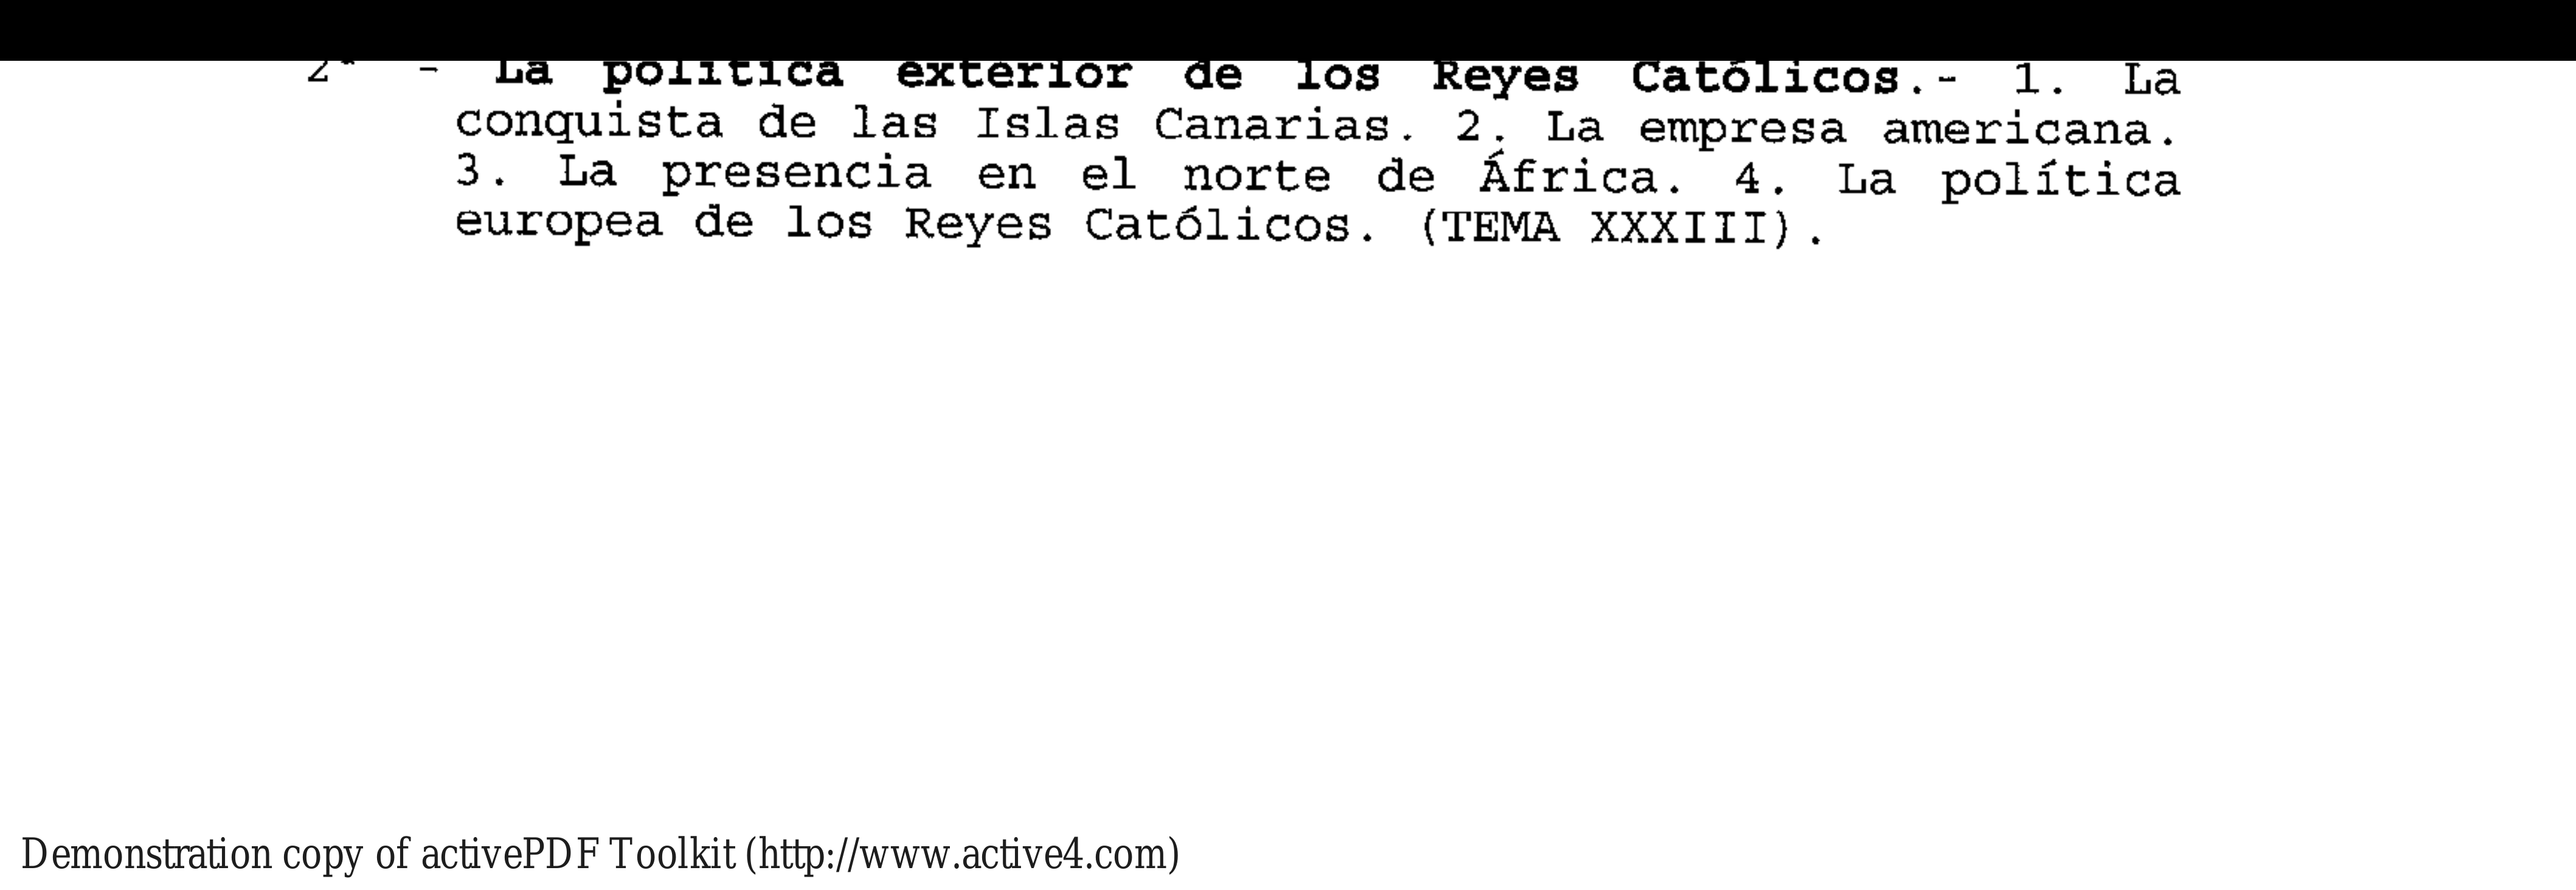 2ª - La política exterior de los Reyes Católicos.- 1. La
conquista de las Islas Canarias. 2. La empresa americana.
3. La presencia en el norte de África. 4. La política
europea de los Reyes Católicos. (TEMA XXXIII).
Demonstration copy of activePDF Toolkit (http://www.active4.com)